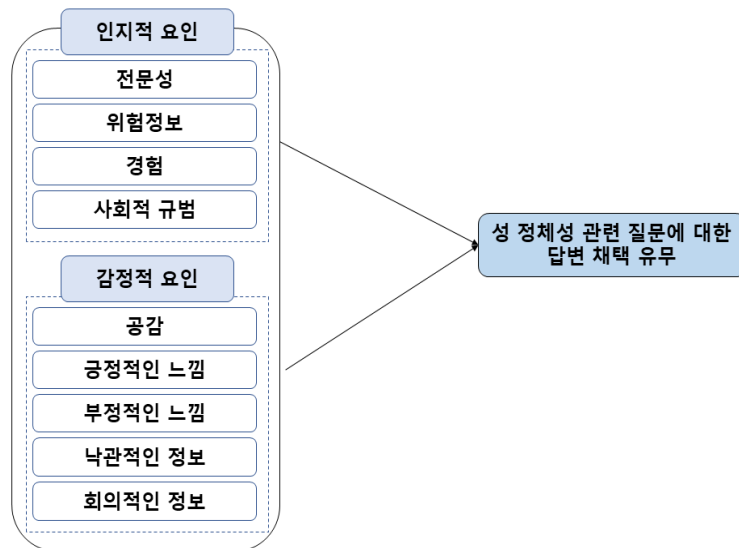 인지적 요인
전문성
위험정보
경험
사회적 규범
감정적 요인
공감
긍정적인 느낌
부정적인 느낌
낙관적인 정보
회의적인 정보
성 정체성 관련 질문에 대한
답변 채택 유무